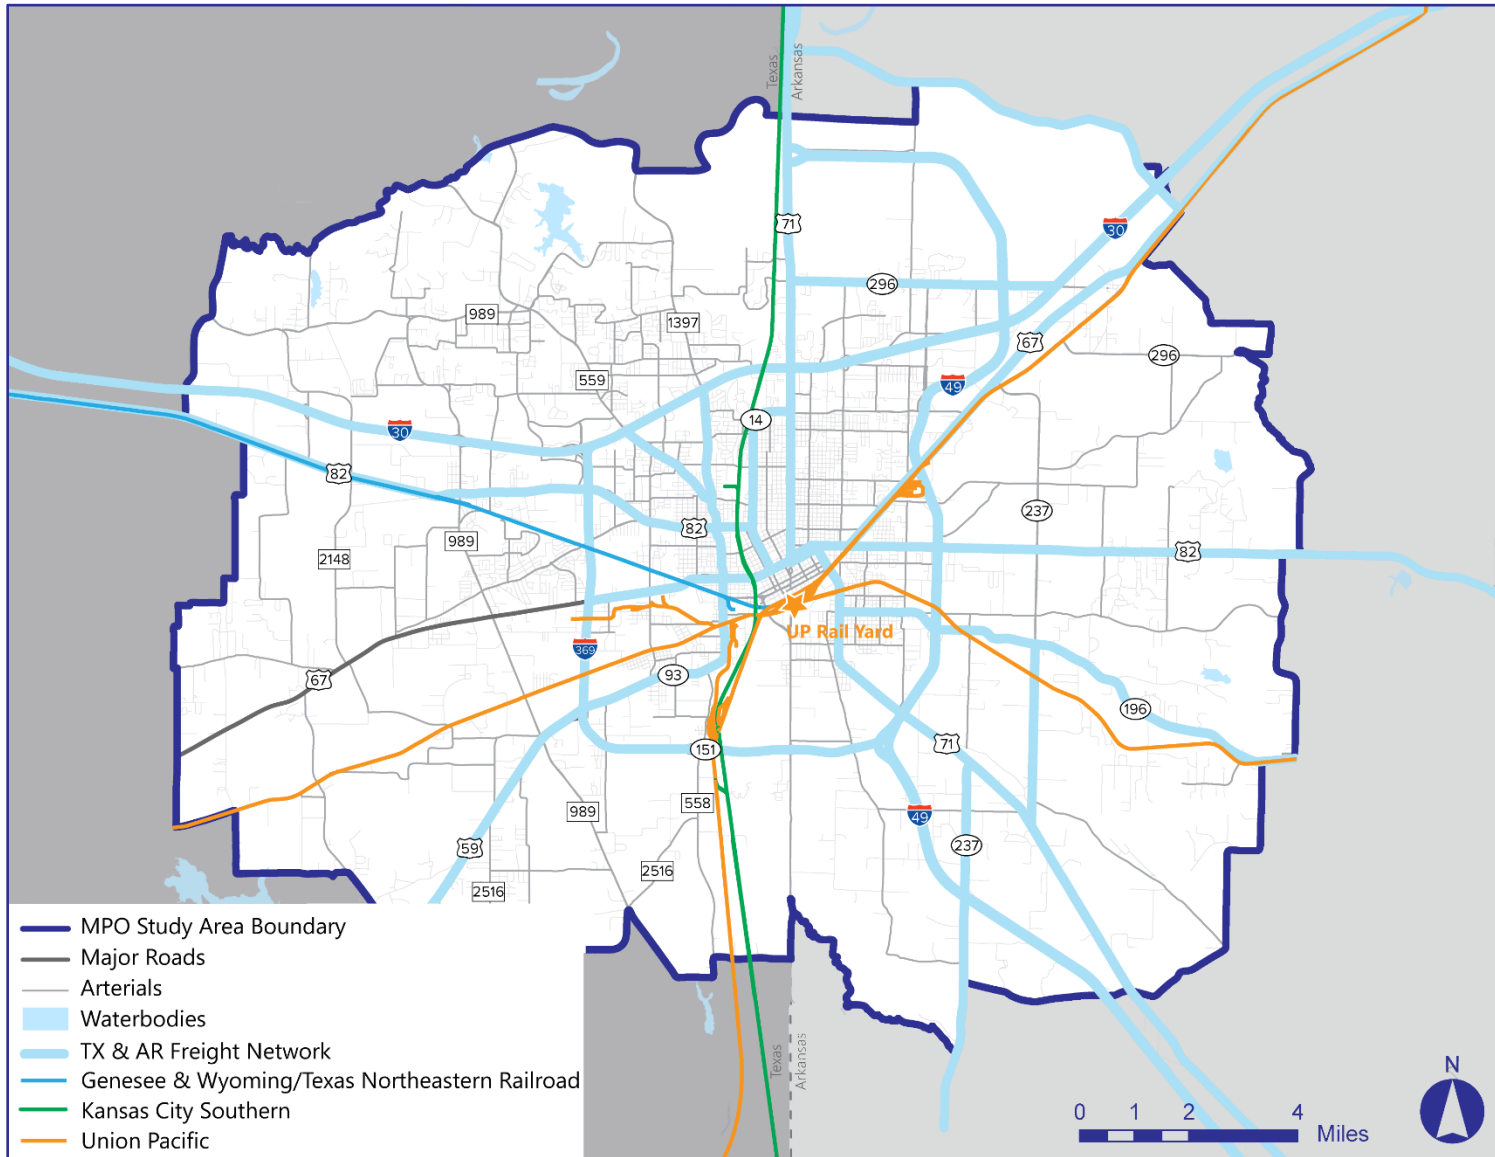 Texas
Arkansas
71
30
296
989
1397
67
296
559
49
14
30
82
237
82
82
989
2148
UP Rail Yard
369
93
67
196
151
71
558
989
49
59
237
2516
2516
MPO Study Area Boundary
Major Roads
Arterials
Waterbodies
TX & AR Freight Network
Genesee & Wyoming/Texas Northeastern Railroad
Kansas City Southern
Union Pacific
Texas
Arkansas
N
0 1 2 4 Miles